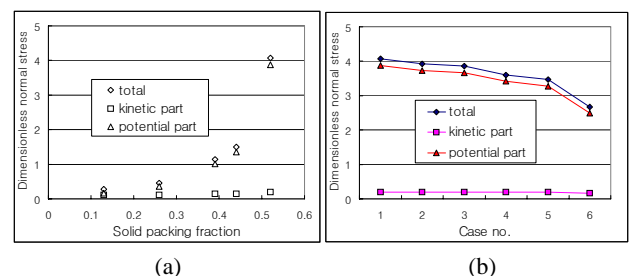 (a)
Dimensionless normal stress
5
4
3
2
1
0
total
kinetic part
potential part
0 0.1 0.2 0.3 0.4 0.5 0.6
Solid packing fraction
(b)
Dimensionless normal stress
5
4
3
2
1
0
total
kinetic part
potential part
1 2 3 4 5 6
Case no.
(a) (b)